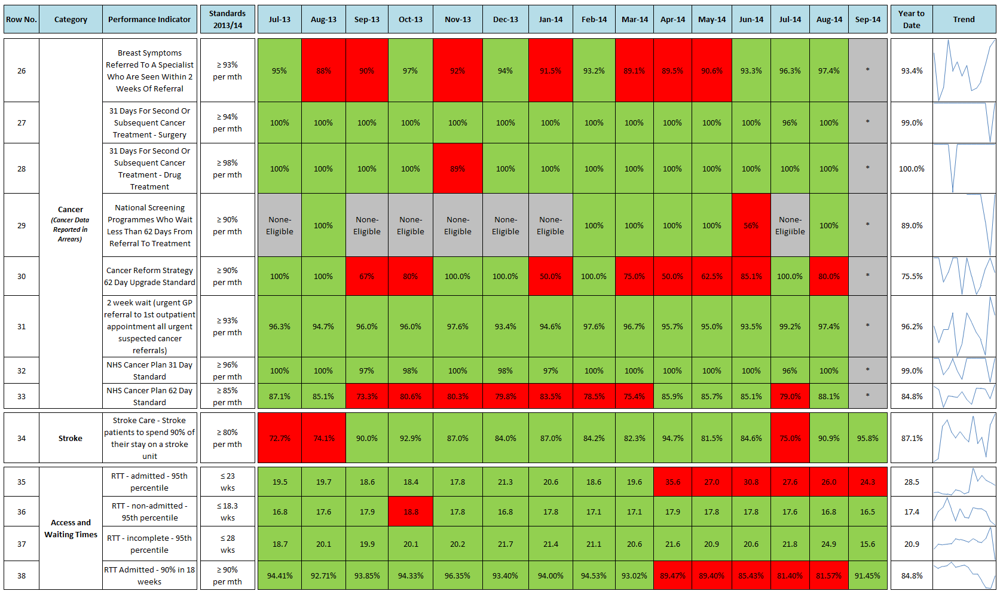 Row No. Category Performance Indicator Standards 2013/14 Jul-13 Aug-13 Sep-13 Oct-13 Nov-13 Dec-13 Jan-14 Feb-14 Mar-14 Apr-14 May-14 Jun-14 Jul-14 Aug-14 Sep-14 Year to Date Trend
Cancer
(Cancer Data
Reported in
Arrears)
26 Breast Symptoms Referred To A Specialist Who Are Seen Within 2 Weeks Of Referral ≥ 93% per mth 95% 88% 90% 97% 92% 94% 91.5% 93.2% 89.1% 89.5% 90.6% 93.3% 96.3% 97.4% * 93.4%
27 31 Days For Second Or Subsequent Cancer Treatment - Surgery ≥ 94% per mth 100% 100% 100% 100% 100% 100% 100% 100% 100% 100% 100% 100% 96% 100% * 99.0%
28 31 Days For Second Or Subsequent Cancer Treatment - Drug Treatment ≥ 98% per mth 100% 100% 100% 100% 89% 100% 100% 100% 100% 100% 100% 100% 100% 100% * 100.0%
29 National Screening Programmes Who Wait Less Than 62 Days From Referral To Treatment ≥ 90% per mth None-Eligible 100% None-Eligible None-Eligible None-Eligible None-Eligible None-Eligible 100% 100% 100% 100% 56% None-Eligiible 100% * 89.0%
30 Cancer Reform Strategy 62 Day Upgrade Standard ≥ 90% per mth 100% 100% 67% 80% 100.0% 100.0% 50.0% 100.0% 75.0% 50.0% 62.5% 85.1% 100.0% 80.0% * 75.5%
31 2 week wait (urgent GP referral to 1st outpatient appointment all urgent suspected cancer referrals) ≥ 93% per mth 96.3% 94.7% 96.0% 96.0% 97.6% 93.4% 94.6% 97.6% 96.7% 95.7% 95.0% 93.5% 99.2% 97.4% * 96.2%
32 NHS Cancer Plan 31 Day Standard ≥ 96% per mth 100% 100% 97% 98% 100% 98% 97% 100% 100% 100% 100% 100% 96% 100% * 99.0%
33 NHS Cancer Plan 62 Day Standard ≥ 85% per mth 87.1% 85.1% 73.3% 80.6% 80.3% 79.8% 83.5% 78.5% 75.4% 85.9% 85.7% 85.1% 79.0% 88.1% * 84.8%
34 Stroke Stroke Care - Stroke patients to spend 90% of their stay on a stroke unit ≥ 80% per mth 72.7% 74.1% 90.0% 92.9% 87.0% 84.0% 87.0% 84.2% 82.3% 94.7% 81.5% 84.6% 75.0% 90.9% 95.8% 87.1%
Access and
Waiting Times
35 RTT - admitted - 95th percentile ≤ 23 wks 19.5 19.7 18.6 18.4 17.8 21.3 20.6 18.6 19.6 35.6 27.0 30.8 27.6 26.0 24.3 28.5
36 RTT - non-admitted - 95th percentile ≤ 18.3 wks 16.8 17.6 17.9 18.8 17.8 16.8 17.8 17.1 17.1 17.9 17.8 17.8 17.6 16.8 16.5 17.4
37 RTT - incomplete - 95th percentile ≤ 28 wks 18.7 20.1 19.9 20.1 20.2 21.7 21.4 21.1 20.6 21.6 20.9 20.6 21.8 24.9 15.6 20.9
38 RTT Admitted - 90% in 18 weeks ≥ 90% per mth 94.41% 92.71% 93.85% 94.33% 96.35% 93.40% 94.00% 94.53% 93.02% 89.47% 89.40% 85.43% 81.40% 81.57% 91.45% 84.8%